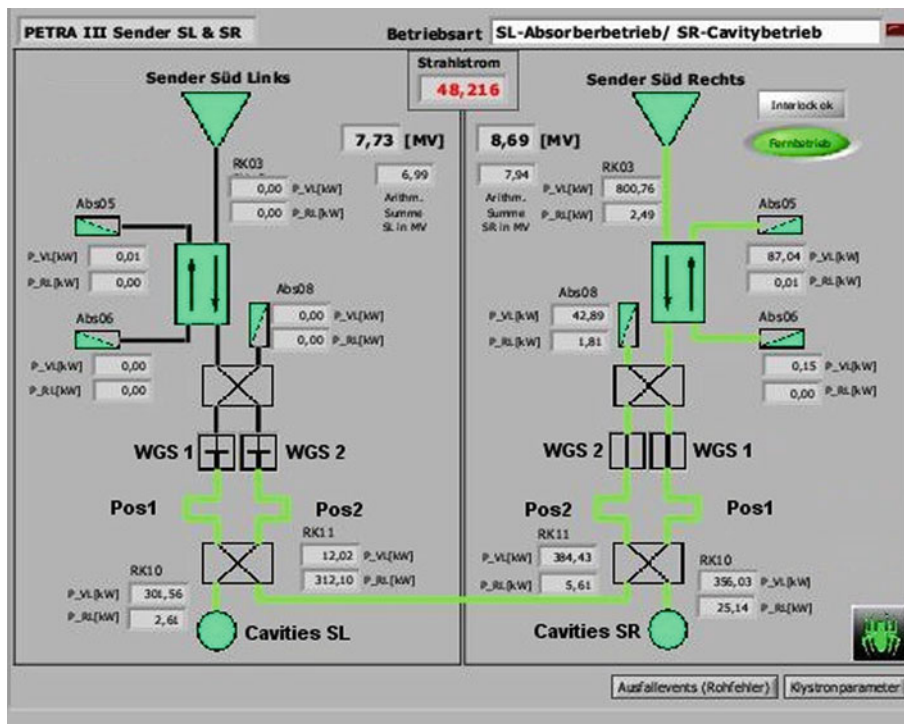 PETRA III Sender SL & SR
Betriebsart SL-Absorberbetrieb/ SR-Cavitybetrieb
Strahlstrom
48,216
Sender Süd Links
7,73 [MV]
6,99
Arithm.
Summe
SL in MV
RK03
0,00 P_VL[kW]
0,00 P_RL[kW]
Abs05
P_VL[kW] 0,01
P_RL[kW] 0,00
Abs08
0,00 P_VL[kW]
0,00 P_RL[kW]
Abs06
P_VL[kW] 0,00
P_RL[kW] 0,00
WGS 1
WGS 2
Pos1
Pos2
RK11
12,02 P_VL[kW]
312,10 P_RL[kW]
RK10
P_VL[kW] 301,56
P_RL[kW] 2,61
Cavities SL
Sender Süd Rechts
Interlock ok
Fernbetrieb
8,69 [MV]
7,94
Arithm.
Summe
SR in MV
RK03
P_VL[kW] 800,76
P_RL[kW] 2,49
Abs05
P_VL[kW] 87,04
P_RL[kW] 0,01
Abs08
P_VL[kW] 42,89
P_RL[kW] 1,81
Abs06
0,15 P_VL[kW]
0,00 P_RL[kW]
WGS 2
WGS 1
Pos2
Pos1
RK11
P_VL[kW] 384,43
P_RL[kW] 5,61
RK10
356,03 P_VL[kW]
25,14 P_RL[kW]
Cavities SR
Ausfallevents (Rohfehler)
Klystronparameter